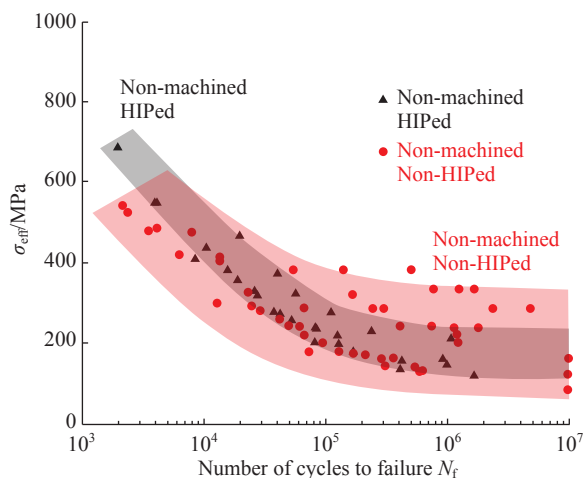 1000
800
600
400
200
0
σeff/MPa
Non-machined
HIPed
Non-machined
HIPed
Non-machined
Non-HIPed
Non-machined
Non-HIPed
10³ 10⁴ 10⁵ 10⁶ 10⁷
Number of cycles to failure Nf